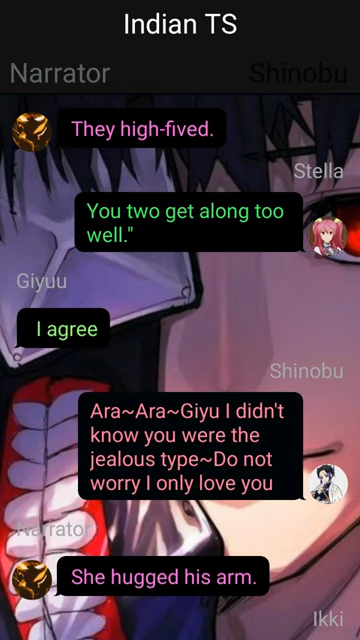 Indian TS
Narrator
Shinobu
They high-fived.
Stella
You two get along too
well."
Giyuu
I agree
Shinobu
Ara~Ara~Giyu I didn't
know you were the
jealous type~Do not
worry I only love you
Narrator
She hugged his arm.
Ikki